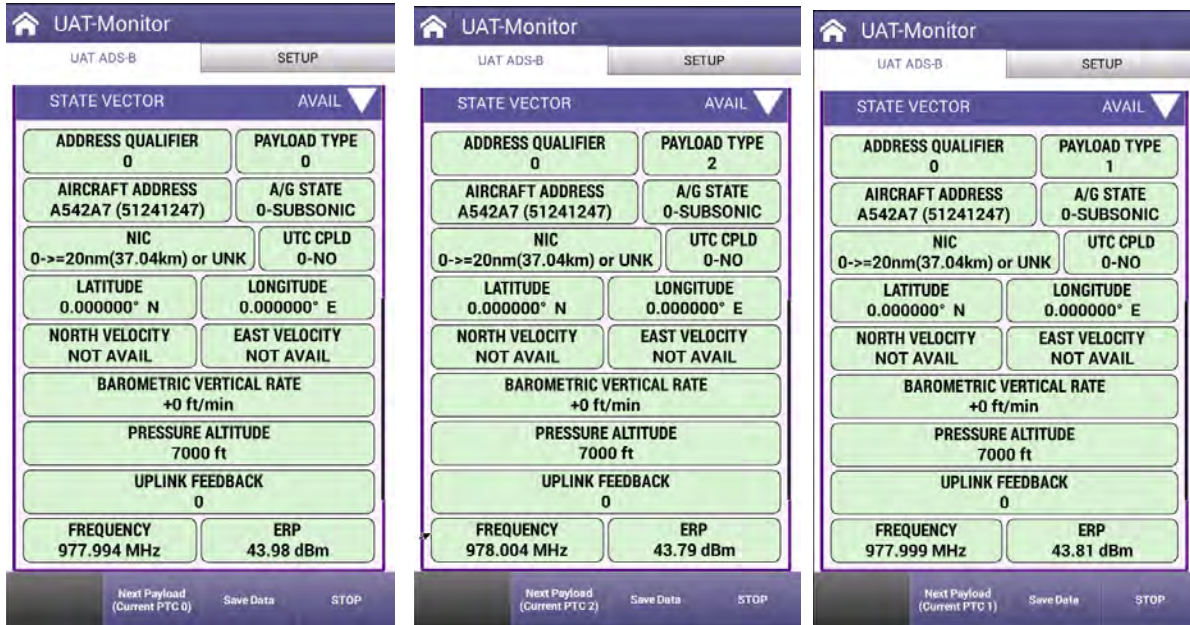 UAT-Monitor
UAT ADS-B SETUP
STATE VECTOR AVAIL
ADDRESS QUALIFIER PAYLOAD TYPE
0 0
AIRCRAFT ADDRESS A/G STATE
A542A7 (51241247) 0-SUBSONIC
NIC UTC CPLD
0->=20nm(37.04km) or UNK 0-NO
LATITUDE LONGITUDE
0.000000° N 0.000000° E
NORTH VELOCITY EAST VELOCITY
NOT AVAIL NOT AVAIL
BAROMETRIC VERTICAL RATE
+0 ft/min
PRESSURE ALTITUDE
7000 ft
UPLINK FEEDBACK
0
FREQUENCY ERP
977.994 MHz 43.98 dBm
Next Payload
(Current PTC 0) Save Data STOP
UAT-Monitor
UAT ADS-B SETUP
STATE VECTOR AVAIL
ADDRESS QUALIFIER PAYLOAD TYPE
0 2
AIRCRAFT ADDRESS A/G STATE
A542A7 (51241247) 0-SUBSONIC
NIC UTC CPLD
0->=20nm(37.04km) or UNK 0-NO
LATITUDE LONGITUDE
0.000000° N 0.000000° E
NORTH VELOCITY EAST VELOCITY
NOT AVAIL NOT AVAIL
BAROMETRIC VERTICAL RATE
+0 ft/min
PRESSURE ALTITUDE
7000 ft
UPLINK FEEDBACK
0
FREQUENCY ERP
978.004 MHz 43.79 dBm
Next Payload
(Current PTC 2) Save Data STOP
UAT-Monitor
UAT ADS-B SETUP
STATE VECTOR AVAIL
ADDRESS QUALIFIER PAYLOAD TYPE
0 1
AIRCRAFT ADDRESS A/G STATE
A542A7 (51241247) 0-SUBSONIC
NIC UTC CPLD
0->=20nm(37.04km) or UNK 0-NO
LATITUDE LONGITUDE
0.000000° N 0.000000° E
NORTH VELOCITY EAST VELOCITY
NOT AVAIL NOT AVAIL
BAROMETRIC VERTICAL RATE
+0 ft/min
PRESSURE ALTITUDE
7000 ft
UPLINK FEEDBACK
0
FREQUENCY ERP
977.999 MHz 43.81 dBm
Next Payload
(Current PTC 1) Save Data STOP